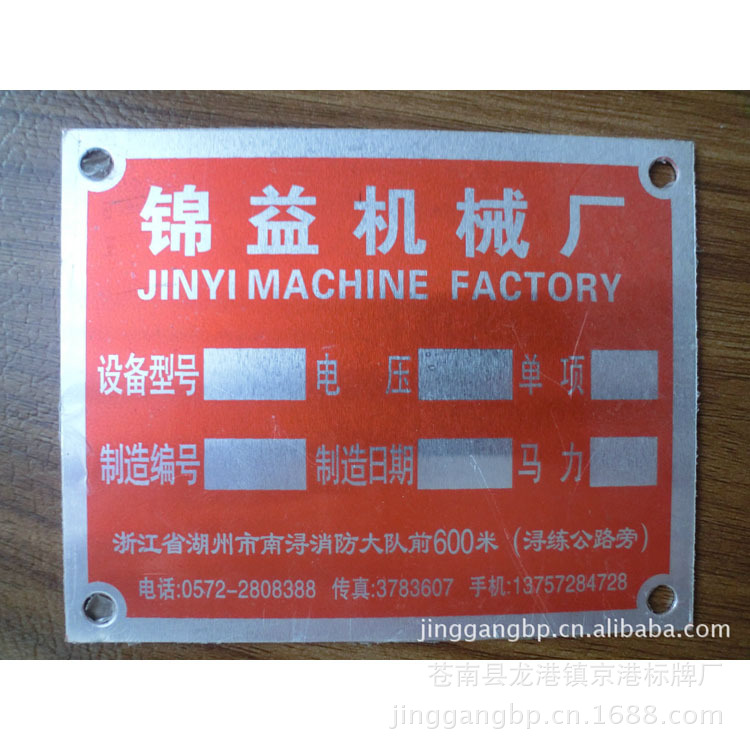 锦益机械厂
JINYI MACHINE FACTORY
设备型号 电 压 单 项
制造编号 制造日期 马 力
浙江省湖州市南浔消防大队前600米（浔练公路旁）
电话:0572-2808388 传真:3783607 手机:13757284728
jinggangbp.cn.alibaba.com
苍南县龙港镇京港标牌厂
jinggangbp.cn.1688.com